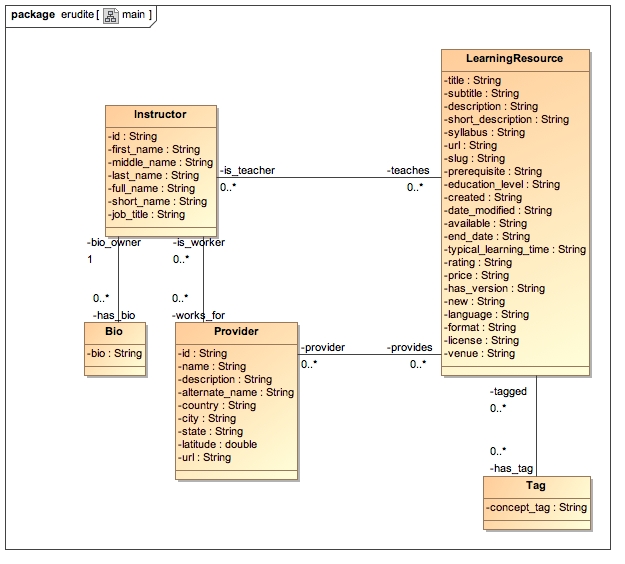 package erudite [ main ]
LearningResource
-title : String
-subtitle : String
-description : String
-short_description : String
-syllabus : String
-url : String
-slug : String
-prerequisite : String
-education_level : String
-created : String
-date_modified : String
-available : String
-end_date : String
-typical_learning_time : String
-rating : String
-price : String
-has_version : String
-new : String
-language : String
-format : String
-license : String
-venue : String
Instructor
-id : String
-first_name : String
-middle_name : String
-last_name : String
-full_name : String
-short_name : String
-job_title : String
-is_teacher
0..*
-teaches
0..*
-bio_owner
1
-is_worker
0..*
0..*
-has_bio
0..*
-works_for
Bio
-bio : String
Provider
-id : String
-name : String
-description : String
-alternate_name : String
-country : String
-city : String
-state : String
-latitude : double
-url : String
-provider
0..*
-provides
0..*
-tagged
0..*
0..*
-has_tag
Tag
-concept_tag : String